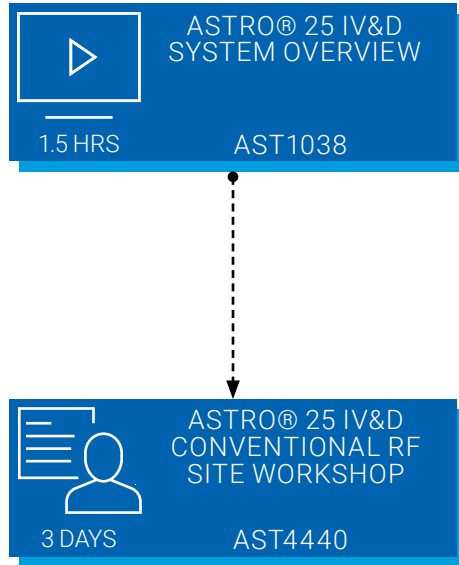 ASTRO® 25 IV&D
SYSTEM OVERVIEW
1.5 HRS
AST1038
ASTRO® 25 IV&D
CONVENTIONAL RF
SITE WORKSHOP
3 DAYS
AST4440